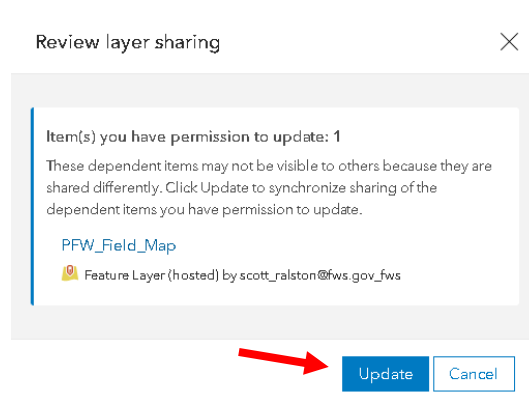 Review layer sharing
Item(s) you have permission to update: 1
These dependent items may not be visible to others because they are
shared differently. Click Update to synchronize sharing of the
dependent items you have permission to update.
PFW_Field_Map
Feature Layer (hosted) by scott_ralston@fws.gov_fws
Update Cancel